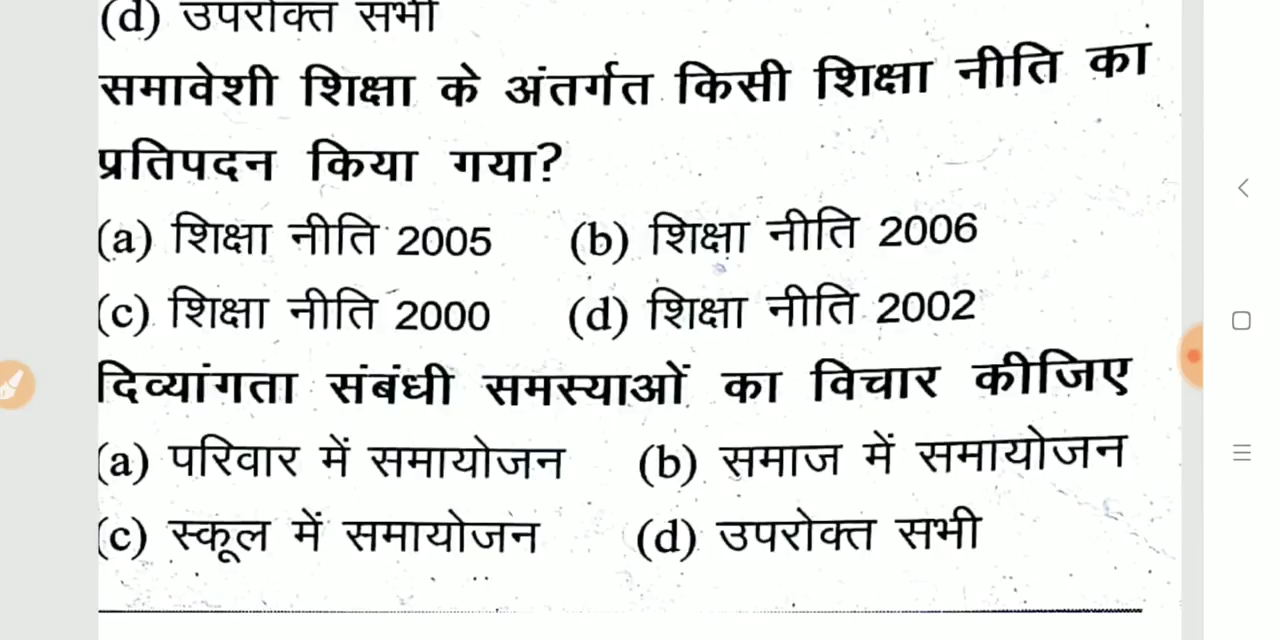 (d) उपरोक्त सभी
समावेशी शिक्षा के अंतर्गत किसी शिक्षा नीति का
प्रतिपदन किया गया?
(a) शिक्षा नीति 2005 (b) शिक्षा नीति 2006
(c) शिक्षा नीति 2000 (d) शिक्षा नीति 2002
दिव्यांगता संबंधी समस्याओं का विचार कीजिए
(a) परिवार में समायोजन (b) समाज में समायोजन
(c) स्कूल में समायोजन (d) उपरोक्त सभी